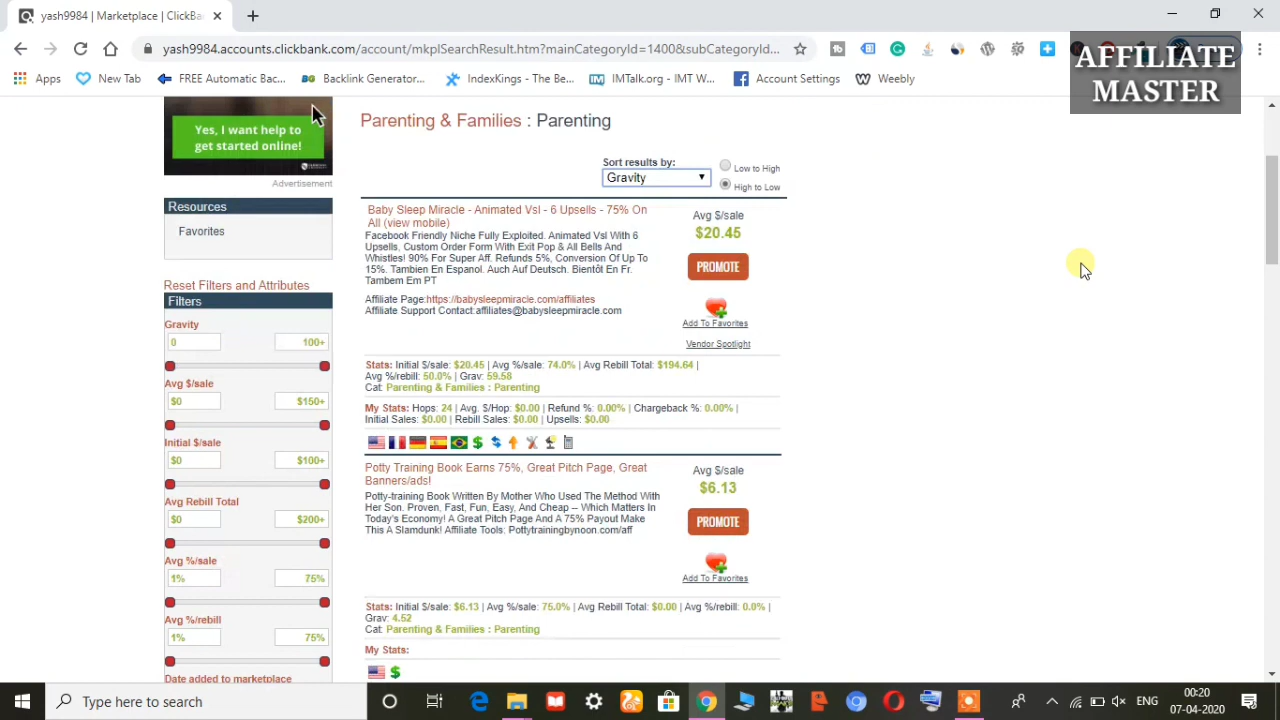 yash9984 | Marketplace | ClickBa
yash9984.accounts.clickbank.com/account/mkplSearchResult.htm?mainCategoryId=1400&subCategoryId...
AFFILIATE
MASTER
Apps
New Tab
FREE Automatic Bac...
Backlink Generator...
IndexKings - The Be...
IMTalk.org - IMT W...
Account Settings
Weebly
Yes, I want help to
get started online!
Advertisement
Resources
Favorites
Reset Filters and Attributes
Filters
Gravity
0 100+
Avg $/sale
$0 $150+
Initial $/sale
$0 $100+
Avg Rebill Total
$0 $200+
Avg %/sale
1% 75%
Avg %/rebill
1% 75%
Date added to marketplace
Parenting & Families : Parenting
Sort results by:
Gravity
Low to High
High to Low
Baby Sleep Miracle - Animated Vsl - 6 Upsells - 75% On
All (view mobile)
Facebook Friendly Niche Fully Exploited. Animated Vsl With 6
Upsells, Custom Order Form With Exit Pop & All Bells And
Whistles! 90% For Super Aff. Refunds 5%, Conversion Of Up To
15%. Tambien En Espanol. Auch Auf Deutsch. Bientôt En Fr.
Tambem Em PT
Affiliate Page:https://babysleepmiracle.com/affiliates
Affiliate Support Contact:affiliates@babysleepmiracle.com
Avg $/sale
$20.45
PROMOTE
Add To Favorites
Vendor Spotlight
Stats: Initial $/sale: $20.45 | Avg %/sale: 74.0% | Avg Rebill Total: $194.64 |
Avg %/rebill: 50.0% | Grav: 59.58
Cat: Parenting & Families : Parenting
My Stats: Hops: 24 | Avg. $/Hop: $0.00 | Refund %: 0.00% | Chargeback %: 0.00% |
Initial Sales: $0.00 | Rebill Sales: $0.00 | Upsells: $0.00
Potty Training Book Earns 75%, Great Pitch Page, Great
Banners/ads!
Potty-training Book Written By Mother Who Used The Method With
Her Son. Proven, Fast, Fun, Easy, And Cheap -- Which Matters In
Today's Economy! A Great Pitch Page And A 75% Payout Make
This A Slamdunk! Affiliate Tools: Pottytrainingbynoon.com/aff
Avg $/sale
$6.13
PROMOTE
Add To Favorites
Stats: Initial $/sale: $6.13 | Avg %/sale: 75.0% | Avg Rebill Total: $0.00 | Avg %/rebill: 0.0% |
Grav: 4.52
Cat: Parenting & Families : Parenting
My Stats:
Type here to search
ENG
00:20
07-04-2020